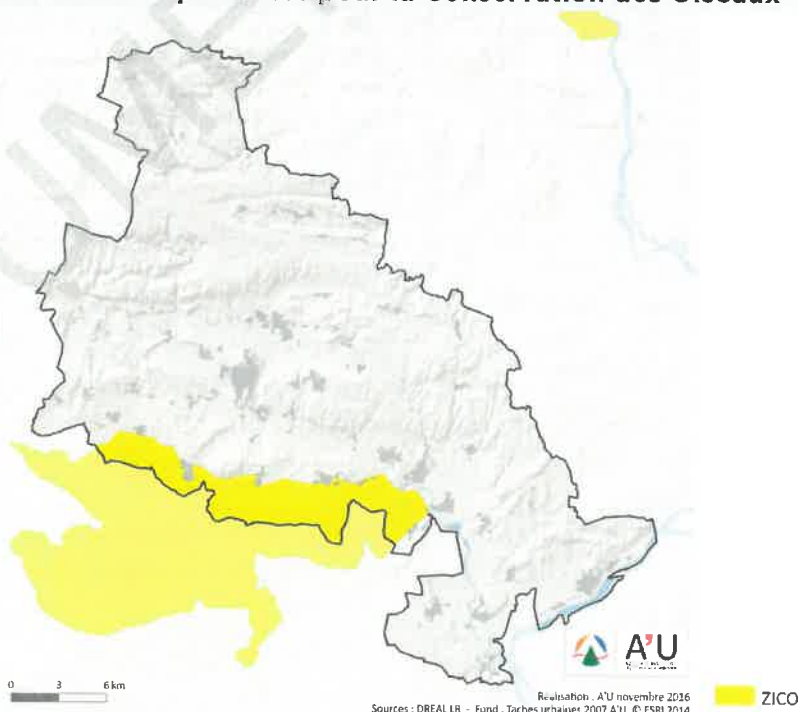 pour la Conservation des Oiseaux
0 3 6 km
A'U
Réalisation : A'U novembre 2016
Sources : DREAL LR - Fond : Taches urbaines 2007 A'U, © ESRI 2014
ZICO